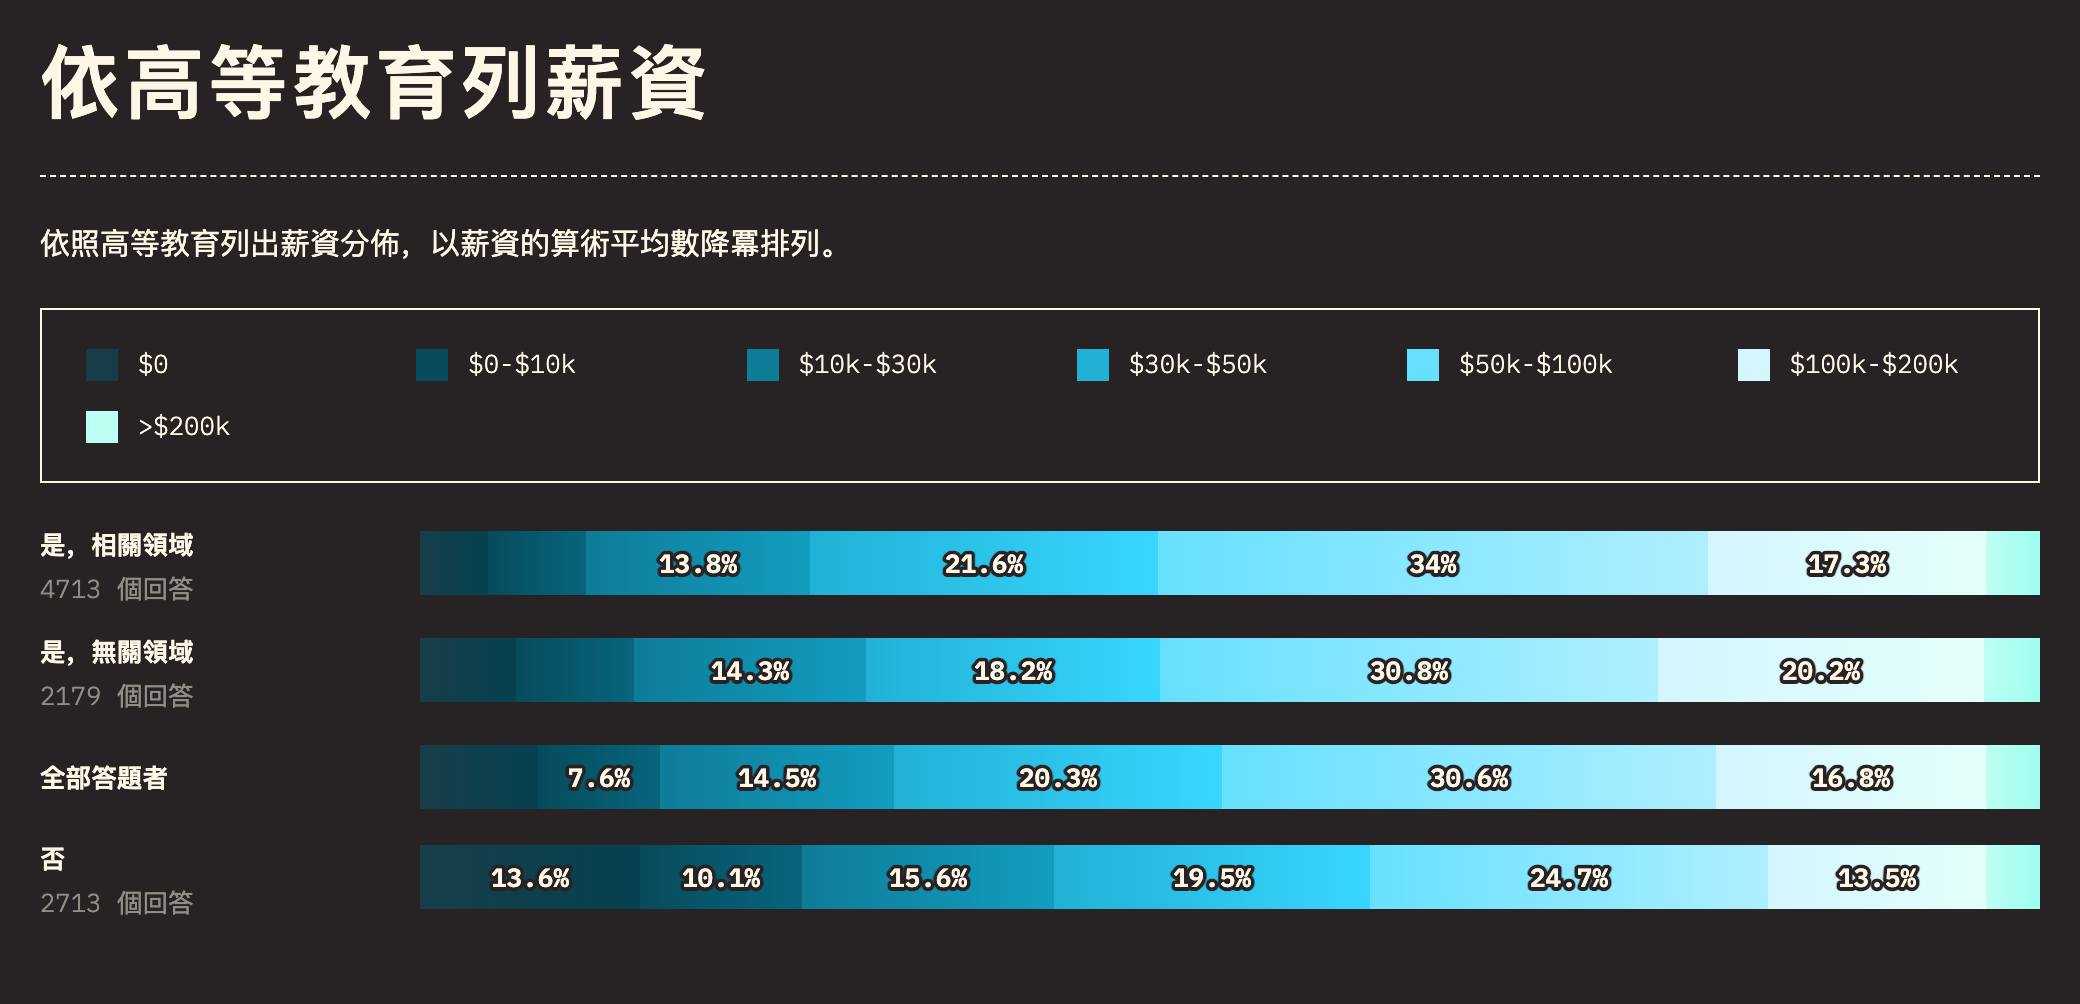 依高等教育列薪資
依照高等教育列出薪資分佈，以薪資的算術平均數降冪排列。
$0 $0-$10k $10k-$30k $30k-$50k $50k-$100k $100k-$200k
>$200k
是，相關領域
4713 個回答
13.8% 21.6% 34% 17.3%
是，無關領域
2179 個回答
14.3% 18.2% 30.8% 20.2%
全部答題者
7.6% 14.5% 20.3% 30.6% 16.8%
否
2713 個回答
13.6% 10.1% 15.6% 19.5% 24.7% 13.5%